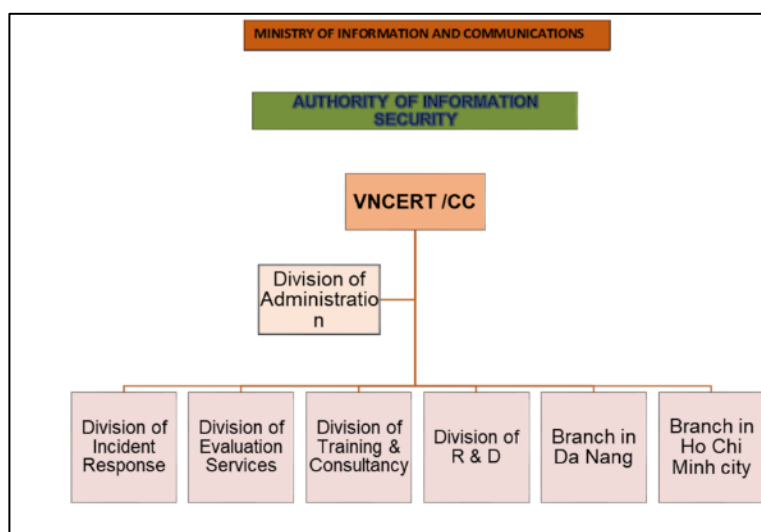 MINISTRY OF INFORMATION AND COMMUNICATIONS
AUTHORITY OF INFORMATION
SECURITY
VNCERT /CC
Division of
Administratio
n
Division of
Incident
Response
Division of
Evaluation
Services
Division of
Training &
Consultancy
Division of
R & D
Branch in
Da Nang
Branch in
Ho Chi
Minh city